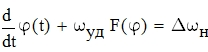 d/dt φ(t) + ω_уд F(φ) = Δω_н